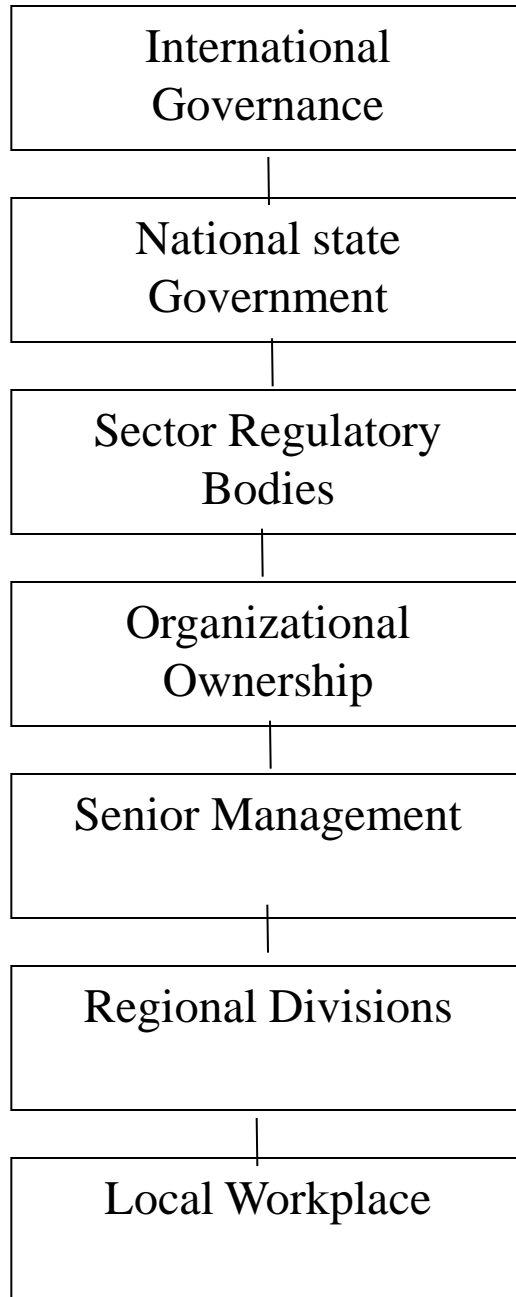 International
Governance
National state
Government
Sector Regulatory
Bodies
Organizational
Ownership
Senior Management
Regional Divisions
Local Workplace